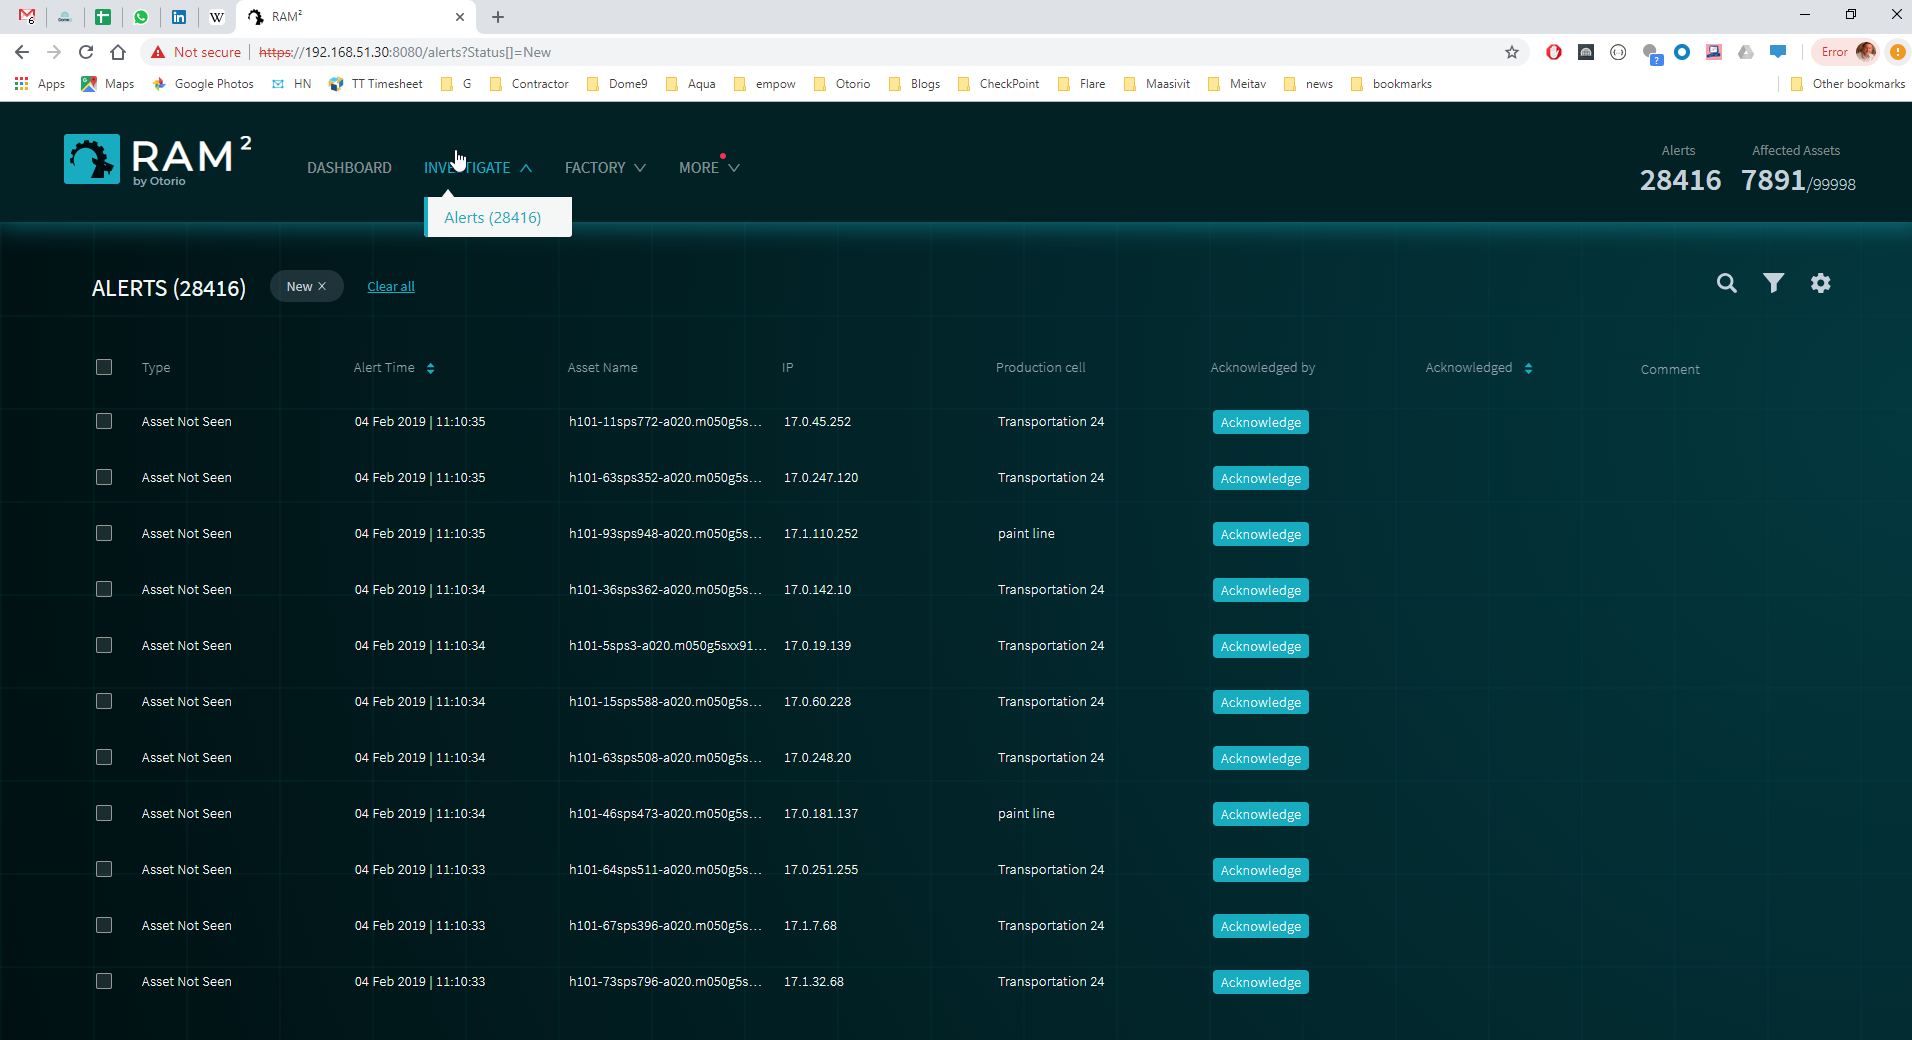 6
Dome
W
RAM²
Not secure
https://192.168.51.30:8080/alerts?Status[]=New
?
Error
Apps
Maps
Google Photos
HN
TT Timesheet
G
Contractor
Dome9
Aqua
empow
Otorio
Blogs
CheckPoint
Flare
Maasivit
Meitav
news
bookmarks
Other bookmarks
RAM²
by Otorio
DASHBOARD
INVESTIGATE
FACTORY
MORE
Alerts
28416
Affected Assets
7891/99998
Alerts (28416)
ALERTS (28416)
New ×
Clear all
Type Alert Time Asset Name IP Production cell Acknowledged by Acknowledged Comment
Asset Not Seen 04 Feb 2019 | 11:10:35 h101-11sps772-a020.m050g5s... 17.0.45.252 Transportation 24 Acknowledge
Asset Not Seen 04 Feb 2019 | 11:10:35 h101-63sps352-a020.m050g5s... 17.0.247.120 Transportation 24 Acknowledge
Asset Not Seen 04 Feb 2019 | 11:10:35 h101-93sps948-a020.m050g5s... 17.1.110.252 paint line Acknowledge
Asset Not Seen 04 Feb 2019 | 11:10:34 h101-36sps362-a020.m050g5s... 17.0.142.10 Transportation 24 Acknowledge
Asset Not Seen 04 Feb 2019 | 11:10:34 h101-5sps3-a020.m050g5sxx91... 17.0.19.139 Transportation 24 Acknowledge
Asset Not Seen 04 Feb 2019 | 11:10:34 h101-15sps588-a020.m050g5s... 17.0.60.228 Transportation 24 Acknowledge
Asset Not Seen 04 Feb 2019 | 11:10:34 h101-63sps508-a020.m050g5s... 17.0.248.20 Transportation 24 Acknowledge
Asset Not Seen 04 Feb 2019 | 11:10:34 h101-46sps473-a020.m050g5s... 17.0.181.137 paint line Acknowledge
Asset Not Seen 04 Feb 2019 | 11:10:33 h101-64sps511-a020.m050g5s... 17.0.251.255 Transportation 24 Acknowledge
Asset Not Seen 04 Feb 2019 | 11:10:33 h101-67sps396-a020.m050g5s... 17.1.7.68 Transportation 24 Acknowledge
Asset Not Seen 04 Feb 2019 | 11:10:33 h101-73sps796-a020.m050g5s... 17.1.32.68 Transportation 24 Acknowledge